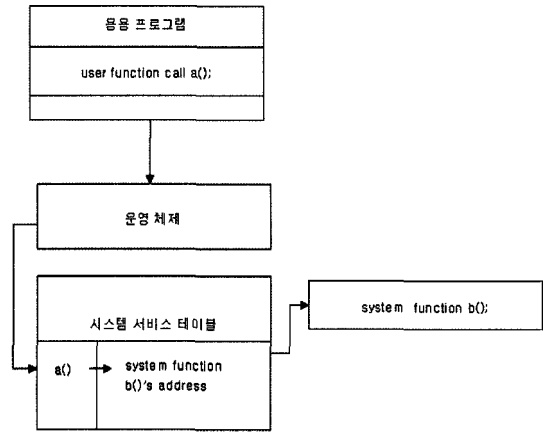 응용 프로그램
user function call a();
운영 체제
시스템 서비스 테이블
system function b();
a()
system function
b()'s address